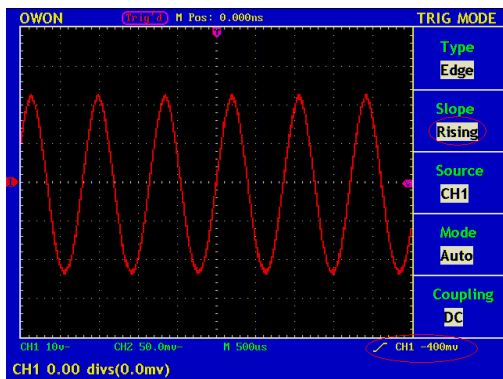 OWON Trig'd M Pos: 0.000ns TRIG MODE
T
Type
Edge
Slope
Rising
Source
CH1
Mode
Auto
Coupling
DC
CH1 10v- CH2 50.0mv- M 500us CH1 -400mv
CH1 0.00 divs(0.0mv)